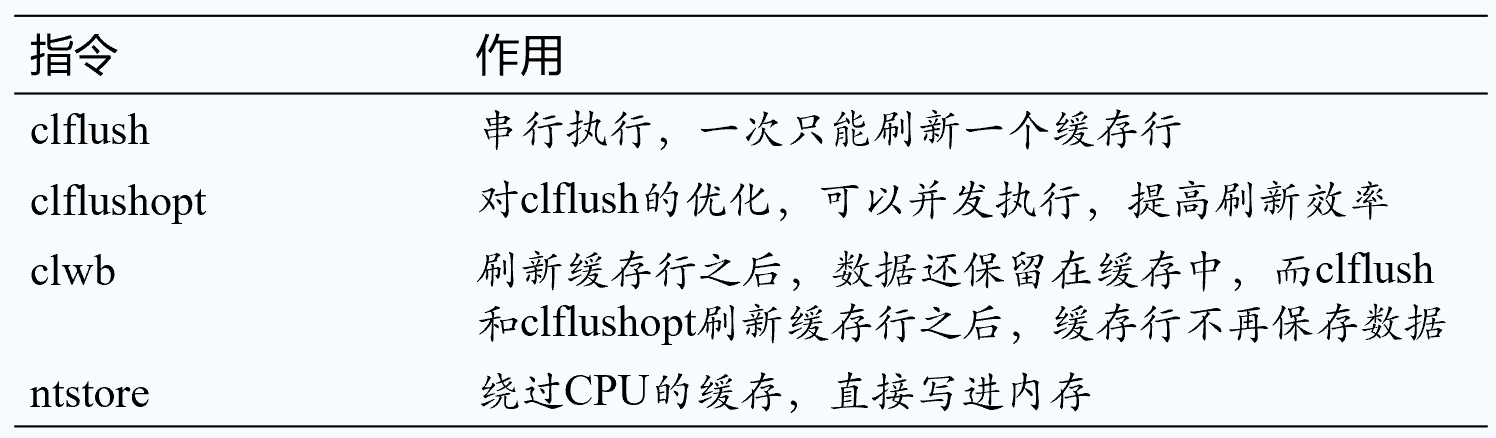 指令 作用
clflush 串行执行，一次只能刷新一个缓存行
clflushopt 对clflush的优化，可以并发执行，提高刷新效率
clwb 刷新缓存行之后，数据还保留在缓存中，而clflush
和clflushopt刷新缓存行之后，缓存行不再保存数据
ntstore 绕过CPU的缓存，直接写进内存